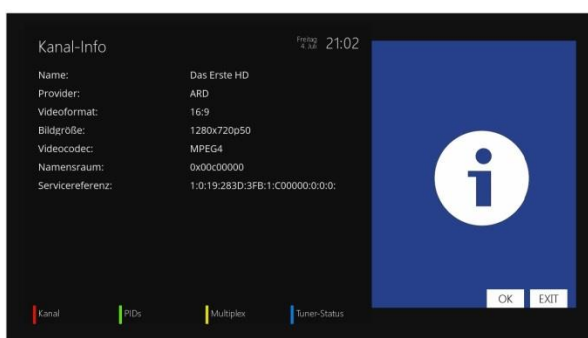 Kanal-Info
Freitag
4. Juli
21:02
Name: Das Erste HD
Provider: ARD
Videoformat: 16:9
Bildgröße: 1280x720p50
Videocodec: MPEG4
Namensraum: 0x00c00000
Servicereferenz: 1:0:19:283D:3FB:1:C00000:0:0:0:
OK EXIT
Kanal PIDs Multiplex Tuner-Status